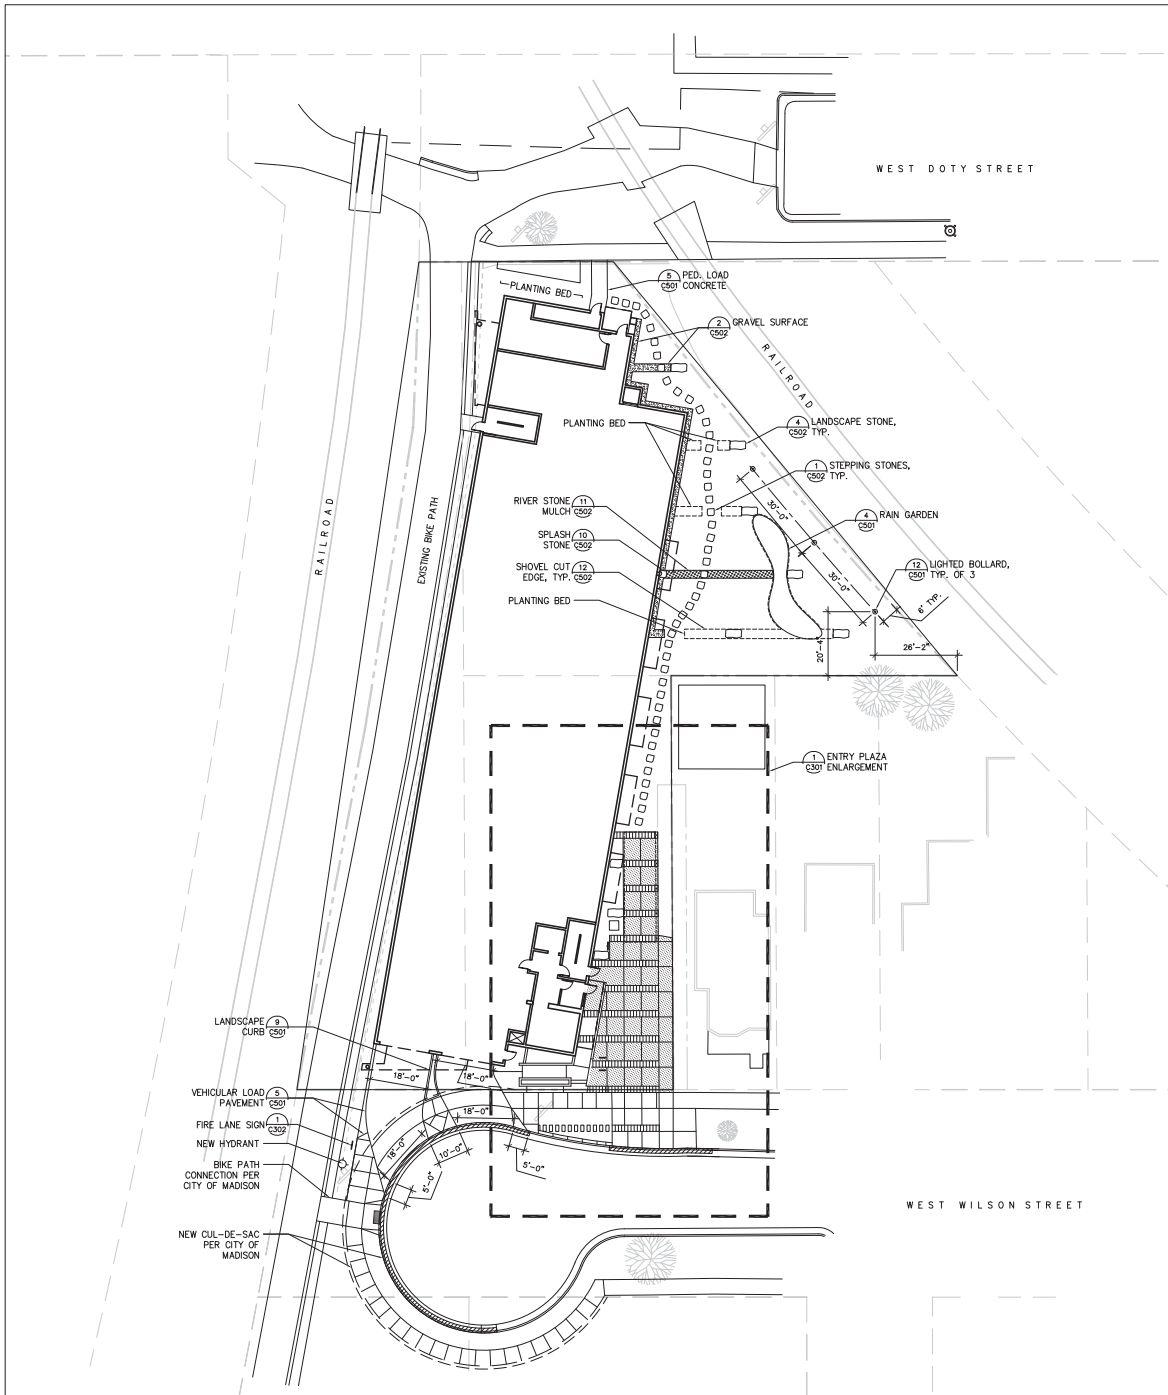 WEST DOTY STREET
5
C501
PED. LOAD
CONCRETE
PLANTING BED
2
C502
GRAVEL SURFACE
RAILROAD
PLANTING BED
4
C502
LANDSCAPE STONE,
TYP.
1
C502
STEPPING STONES,
TYP.
RIVER STONE
MULCH
11
C502
30'-0"
4
C501
RAIN GARDEN
RAILROAD
EXISTING BIKE PATH
SPLASH
STONE
10
C502
SHOVEL CUT
EDGE, TYP.
12
C502
30'-0"
12
C501
LIGHTED BOLLARD,
TYP. OF 3
6' TYP.
PLANTING BED
20'-4"
26'-2"
1
C301
ENTRY PLAZA
ENLARGEMENT
LANDSCAPE
CURB
9
C501
18'-0"
18'-0"
VEHICULAR LOAD
PAVEMENT
5
C501
18'-0"
FIRE LANE SIGN
1
C302
NEW HYDRANT
18'-0"
10'-0"
5'-0"
5'-0"
BIKE PATH
CONNECTION PER
CITY OF MADISON
WEST WILSON STREET
NEW CUL-DE-SAC
PER CITY OF
MADISON